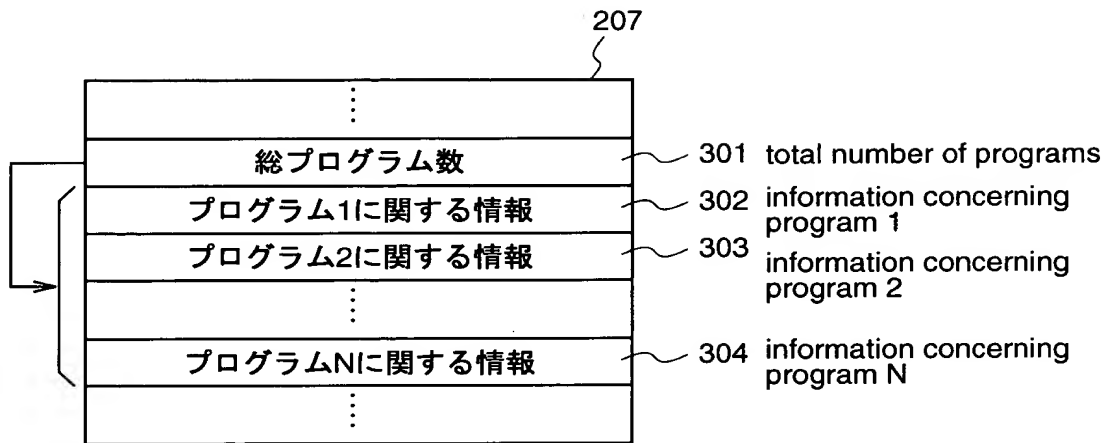 207
⋮
総プログラム数
301 total number of programs
プログラム1に関する情報
302 information concerning
program 1
プログラム2に関する情報
303 information concerning
program 2
⋮
プログラムNに関する情報
304 information concerning
program N
⋮